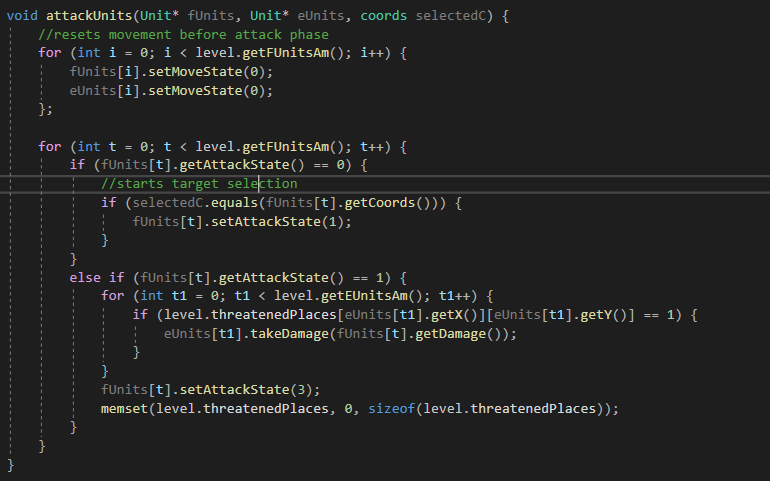 void attackUnits(Unit* fUnits, Unit* eUnits, coords selectedC) {
    //resets movement before attack phase
    for (int i = 0; i < level.getFUnitsAm(); i++) {
        fUnits[i].setMoveState(0);
        eUnits[i].setMoveState(0);
    };

    for (int t = 0; t < level.getFUnitsAm(); t++) {
        if (fUnits[t].getAttackState() == 0) {
            //starts target selection
            if (selectedC.equals(fUnits[t].getCoords())) {
                fUnits[t].setAttackState(1);
            }
        }
        else if (fUnits[t].getAttackState() == 1) {
            for (int t1 = 0; t1 < level.getEUnitsAm(); t1++) {
                if (level.threatenedPlaces[eUnits[t1].getX()][eUnits[t1].getY()] == 1) {
                    eUnits[t1].takeDamage(fUnits[t].getDamage());
                }
            }
            fUnits[t].setAttackState(3);
            memset(level.threatenedPlaces, 0, sizeof(level.threatenedPlaces));
        }
    }
}